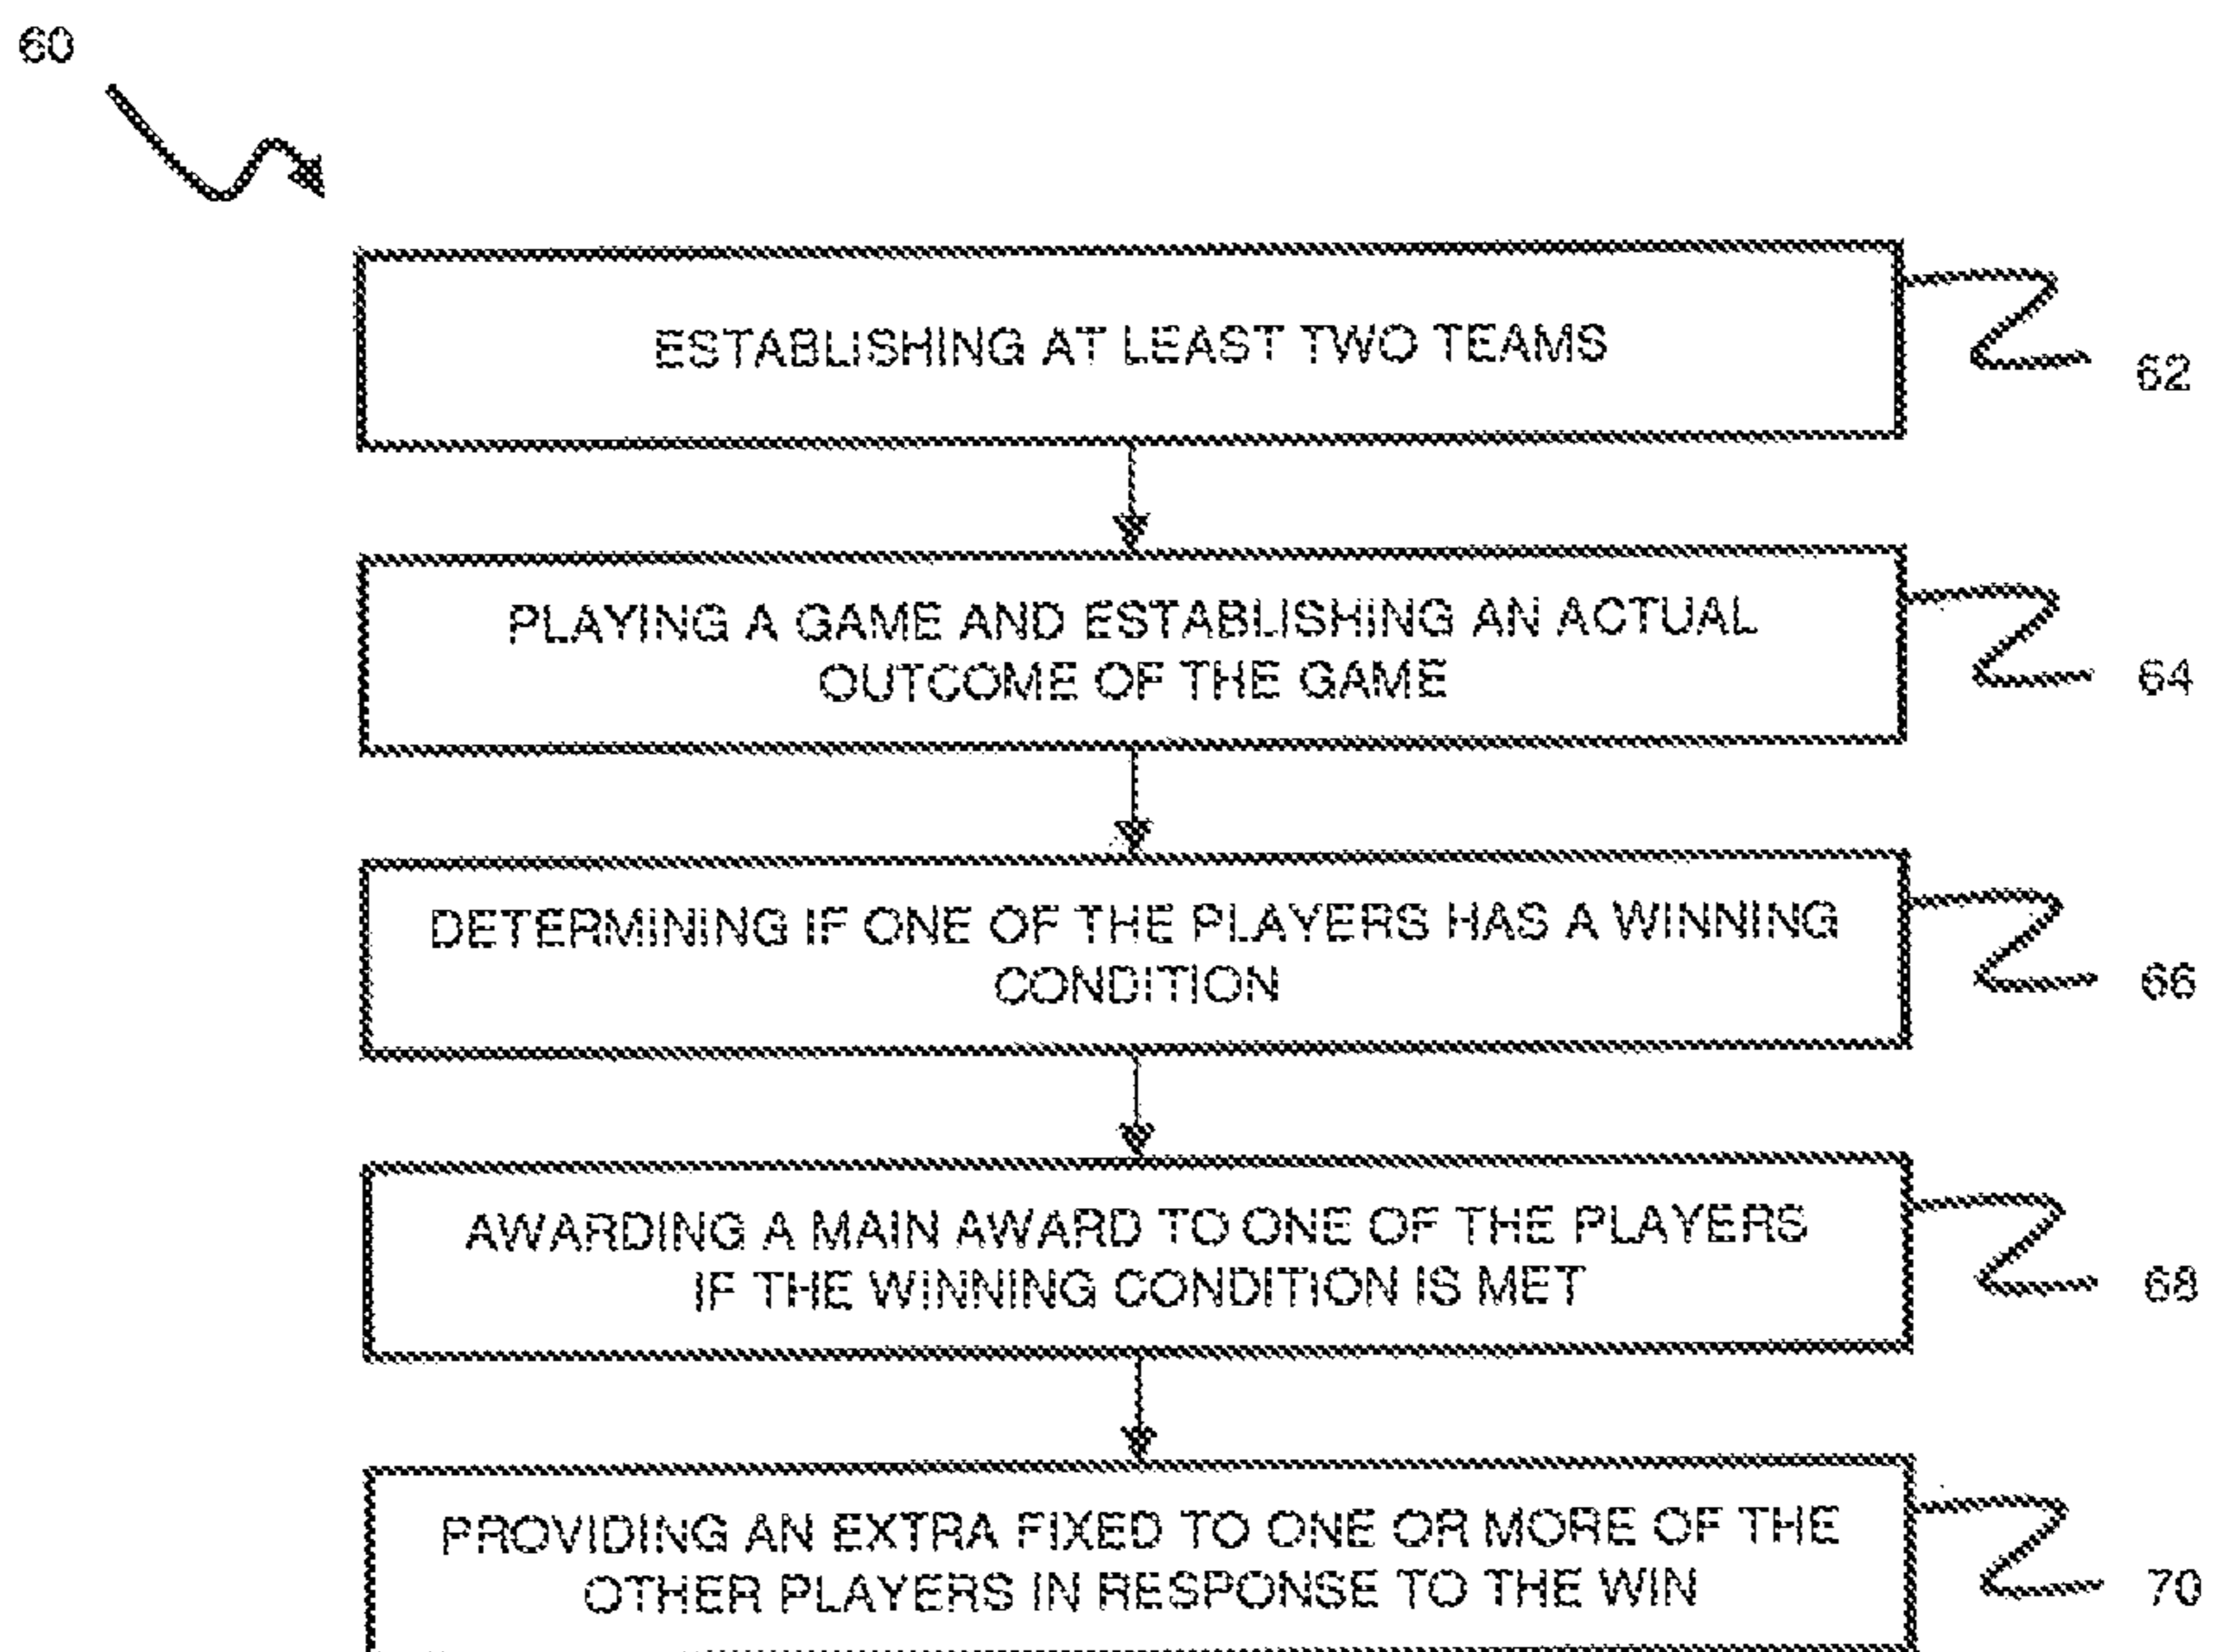 60
ESTABLISHING AT LEAST TWO TEAMS
62
PLAYING A GAME AND ESTABLISHING AN ACTUAL
OUTCOME OF THE GAME
64
DETERMINING IF ONE OF THE PLAYERS HAS A WINNING
CONDITION
66
AWARDING A MAIN AWARD TO ONE OF THE PLAYERS
IF THE WINNING CONDITION IS MET
68
PROVIDING AN EXTRA FIXED TO ONE OR MORE OF THE
OTHER PLAYERS IN RESPONSE TO THE WIN
70